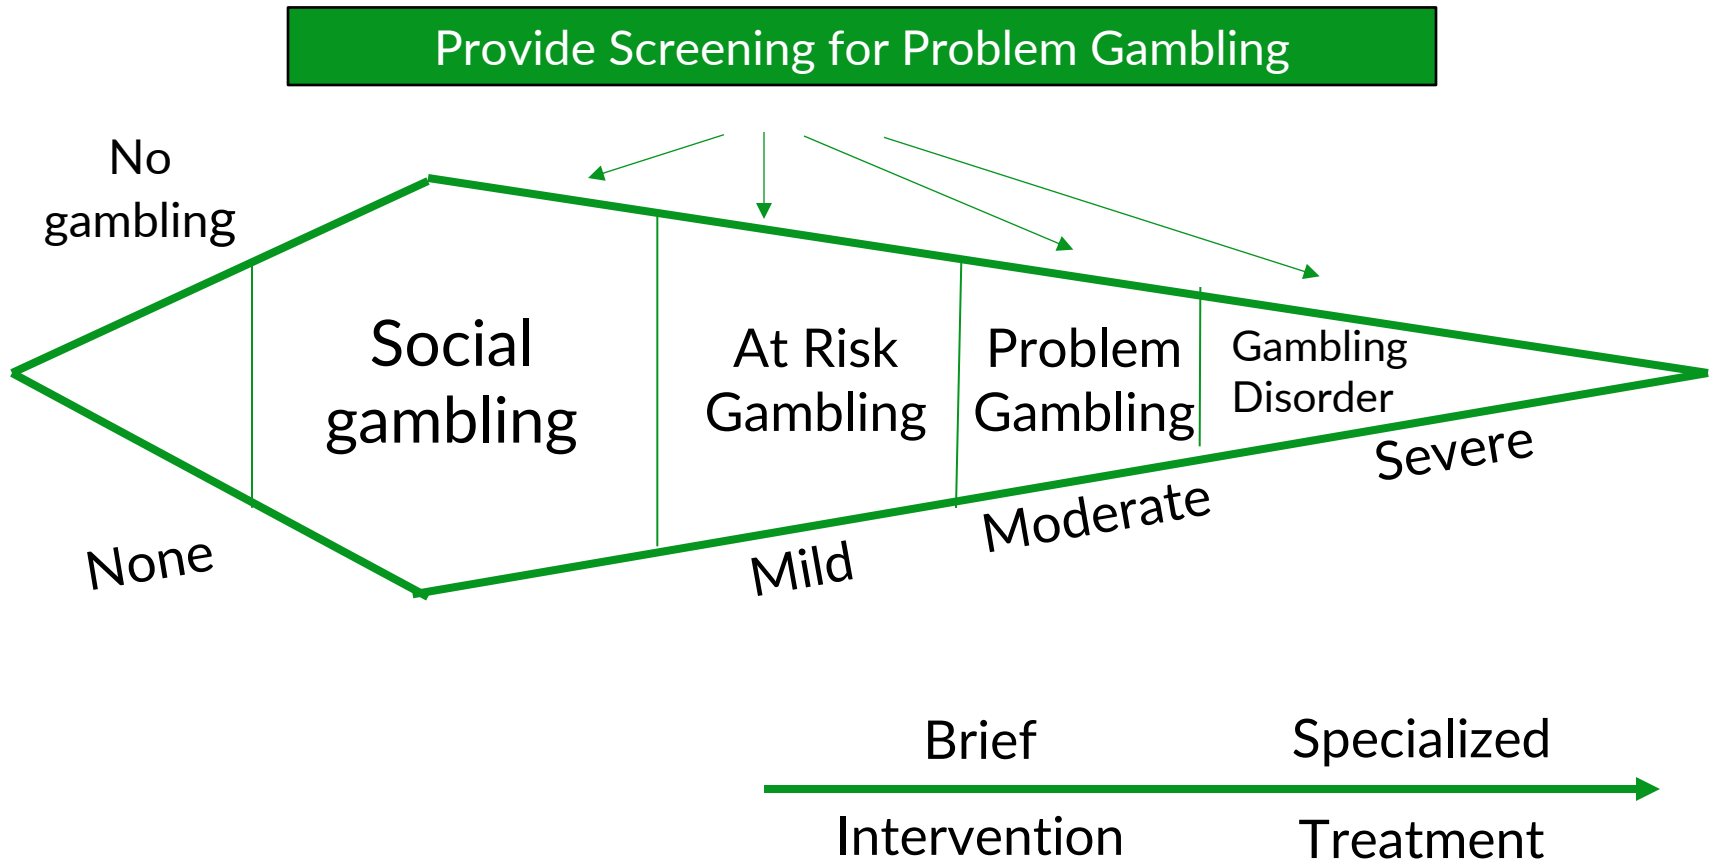 Provide Screening for Problem Gambling
No
gambling
Social
gambling
At Risk
Gambling
Problem
Gambling
Gambling
Disorder
None
Mild
Moderate
Severe
Brief
Intervention
Specialized
Treatment